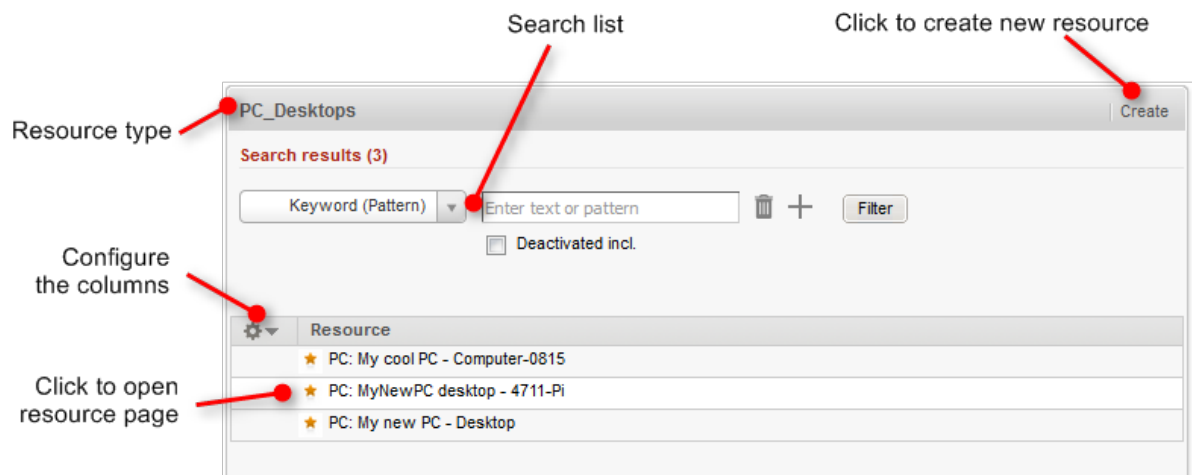 Search list
Click to create new resource
Resource type
PC_Desktops
Create
Search results (3)
Keyword (Pattern)
Enter text or pattern
Filter
Deactivated incl.
Configure
the columns
Resource
PC: My cool PC - Computer-0815
Click to open
resource page
PC: MyNewPC desktop - 4711-Pi
PC: My new PC - Desktop